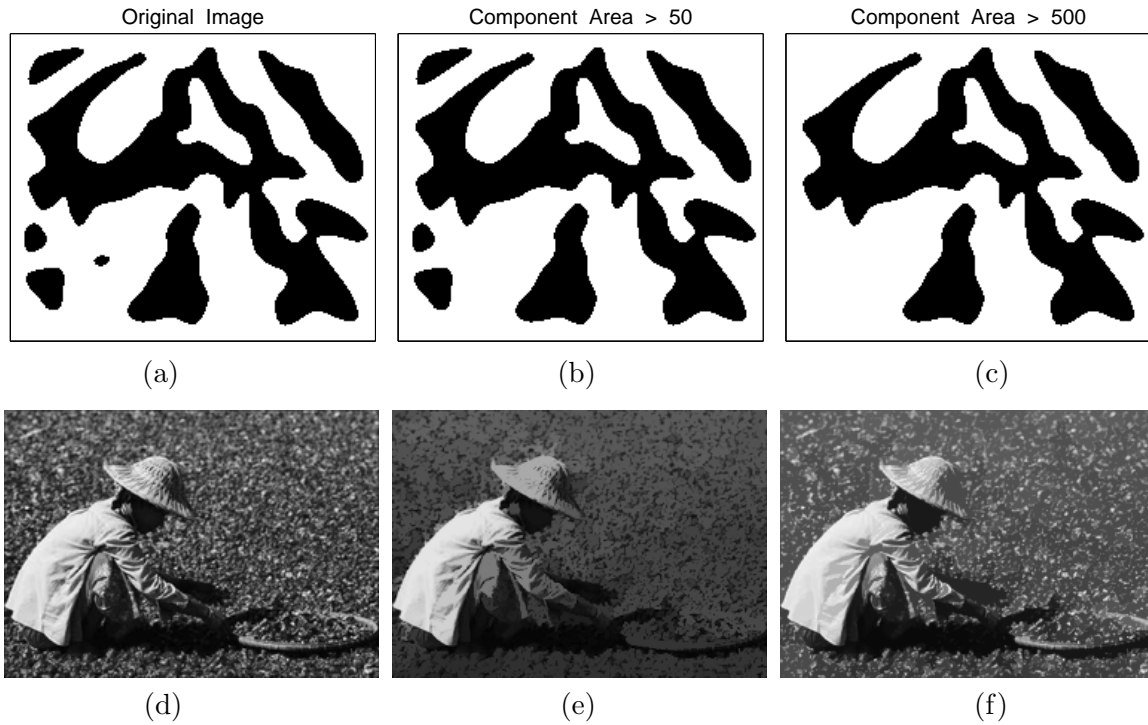 Original Image
Component Area > 50
Component Area > 500
(a)
(b)
(c)
(d)
(e)
(f)